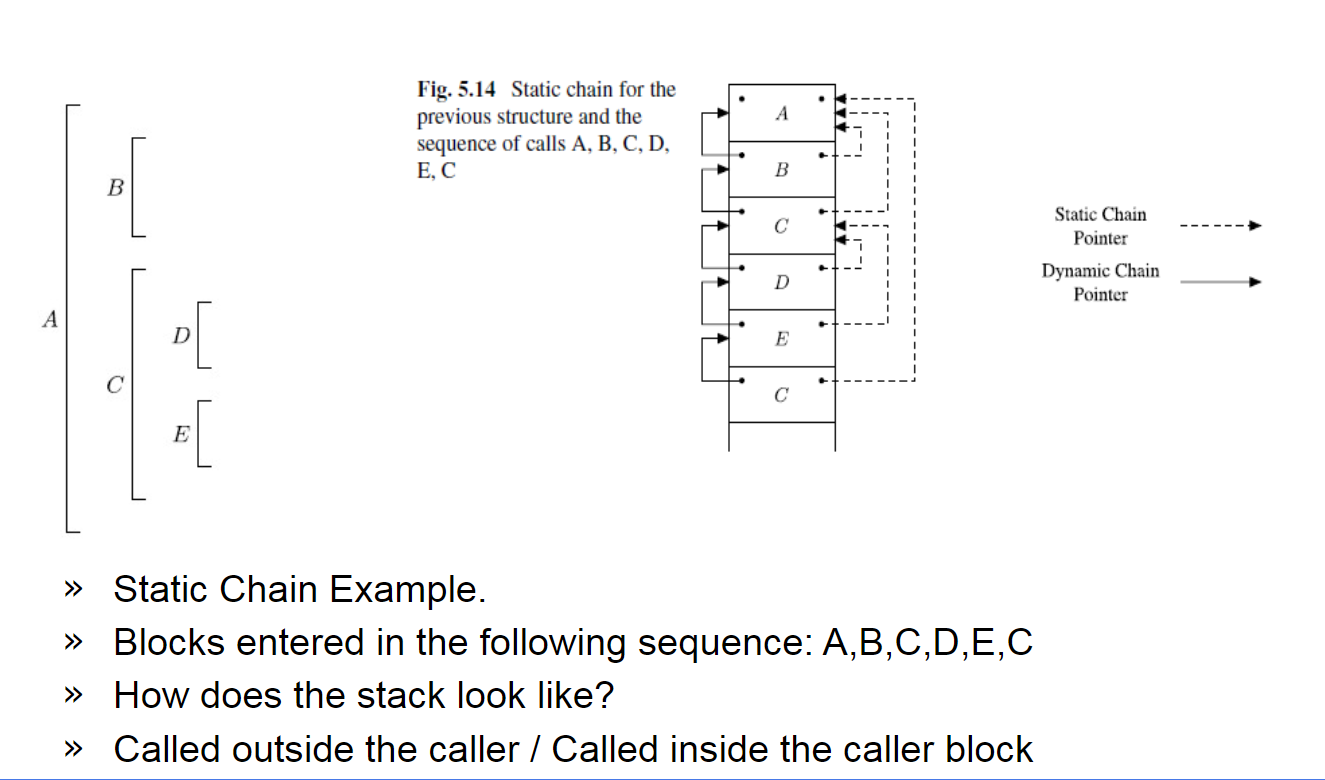 Fig. 5.14 Static chain for the
previous structure and the
sequence of calls A, B, C, D,
E, C
A
B
C
D
E
A
B
C
D
E
C
Static Chain
Pointer
Dynamic Chain
Pointer
» Static Chain Example.
» Blocks entered in the following sequence: A,B,C,D,E,C
» How does the stack look like?
» Called outside the caller / Called inside the caller block